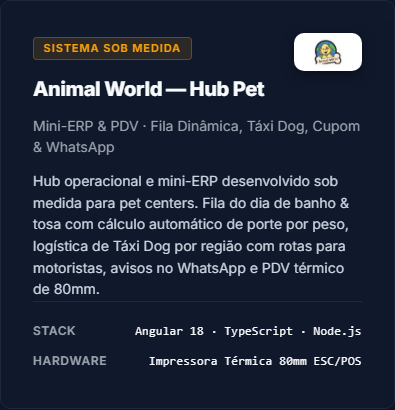 SISTEMA SOB MEDIDA
Animal World — Hub Pet
Mini-ERP & PDV · Fila Dinâmica, Táxi Dog, Cupom
& WhatsApp
Hub operacional e mini-ERP desenvolvido sob
medida para pet centers. Fila do dia de banho &
tosa com cálculo automático de porte por peso,
logística de Táxi Dog por região com rotas para
motoristas, avisos no WhatsApp e PDV térmico
de 80mm.
STACK Angular 18 · TypeScript · Node.js
HARDWARE Impressora Térmica 80mm ESC/POS